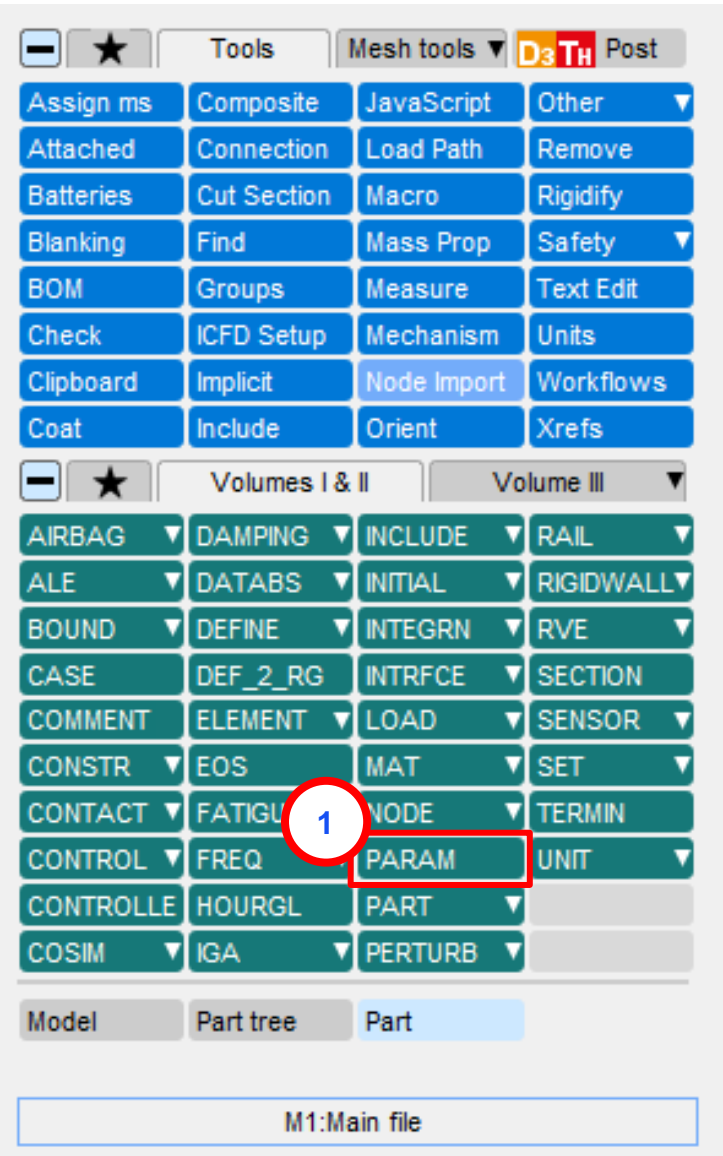 Tools Mesh tools D3 TH Post
Assign ms Composite JavaScript Other
Attached Connection Load Path Remove
Batteries Cut Section Macro Rigidify
Blanking Find Mass Prop Safety
BOM Groups Measure Text Edit
Check ICFD Setup Mechanism Units
Clipboard Implicit Node Import Workflows
Coat Include Orient Xrefs
Volumes I & II Volume III
AIRBAG DAMPING INCLUDE RAIL
ALE DATABS INITIAL RIGIDWALL
BOUND DEFINE INTEGRN RVE
CASE DEF_2_RG INTRFCE SECTION
COMMENT ELEMENT LOAD SENSOR
CONSTR EOS MAT SET
CONTACT FATIGU 1 NODE TERMIN
CONTROL FREQ PARAM UNIT
CONTROLLE HOURGL PART
COSIM IGA PERTURB
Model Part tree Part
M1:Main file